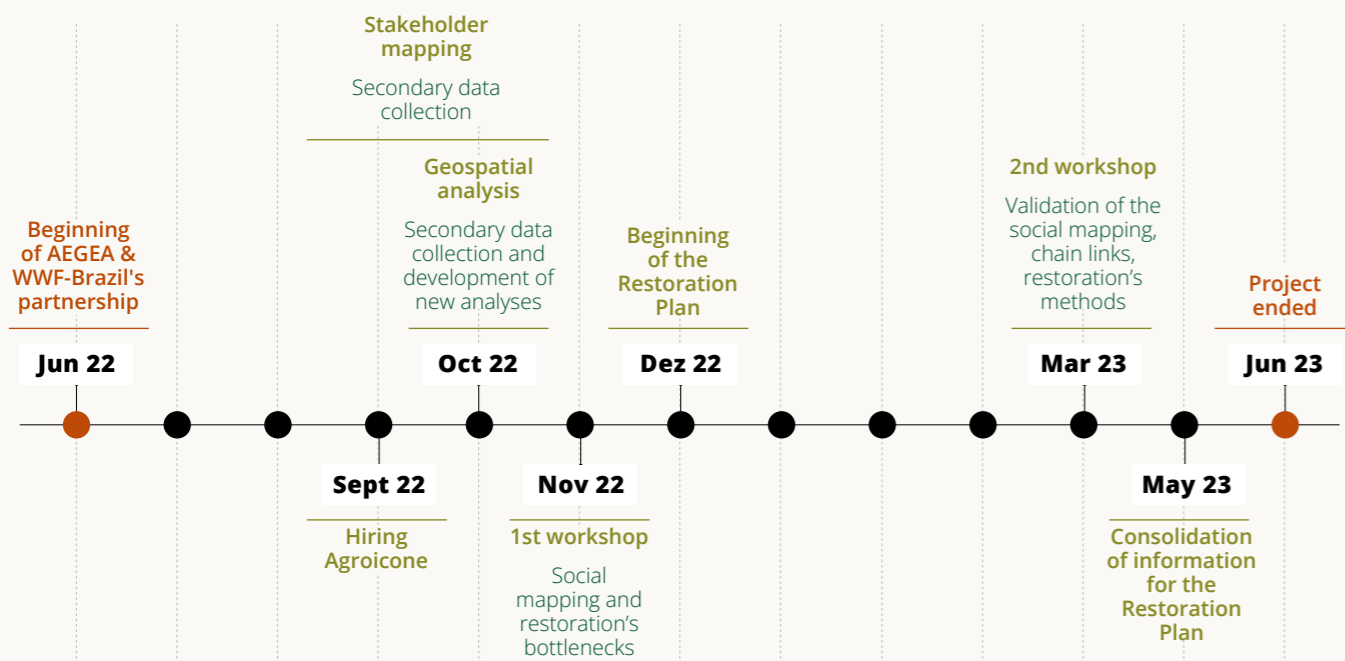 Stakeholder
mapping
Secondary data
collection
Geospatial
analysis
Secondary data
collection and
development of
new analyses
2nd workshop
Validation of the
social mapping,
chain links,
restoration’s
methods
Beginning
of AEGEA &
WWF-Brazil's
partnership
Beginning
of the
Restoration
Plan
Project
ended
Jun 22
Oct 22
Dez 22
Mar 23
Jun 23
Sept 22
Nov 22
May 23
Hiring
Agroicone
1st workshop
Social
mapping and
restoration’s
bottlenecks
Consolidation
of information
for the
Restoration
Plan